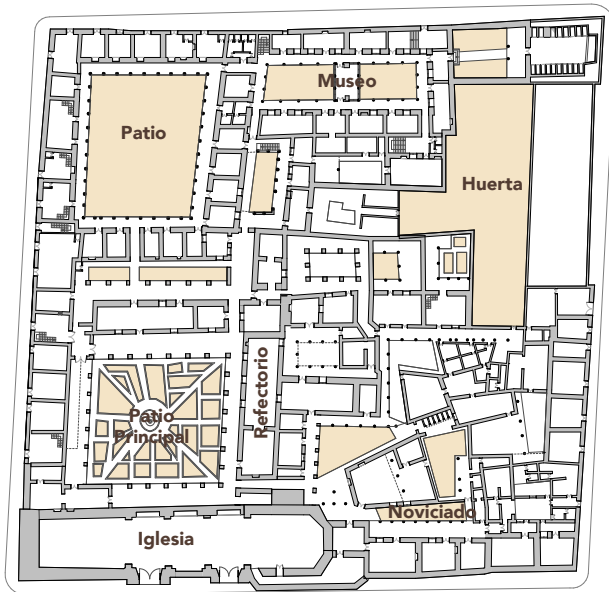 Museo
Patio
Huerta
Refectorio
Patio
Principal
Noviciado
Iglesia